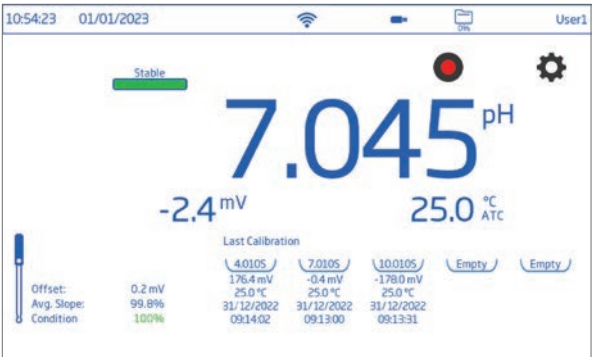 10:54:23 01/01/2023 0% User1
Stable
7.045 pH
-2.4 mV 25.0 °C
ATC
Last Calibration
4.010S 7.010S 10.010S Empty Empty
176.4 mV -0.4 mV -178.0 mV
Offset: 0.2 mV 25.0 °C 25.0 °C 25.0 °C
Avg. Slope: 99.8% 31/12/2022 31/12/2022 31/12/2022
Condition 100% 09:14:02 09:13:00 09:13:31